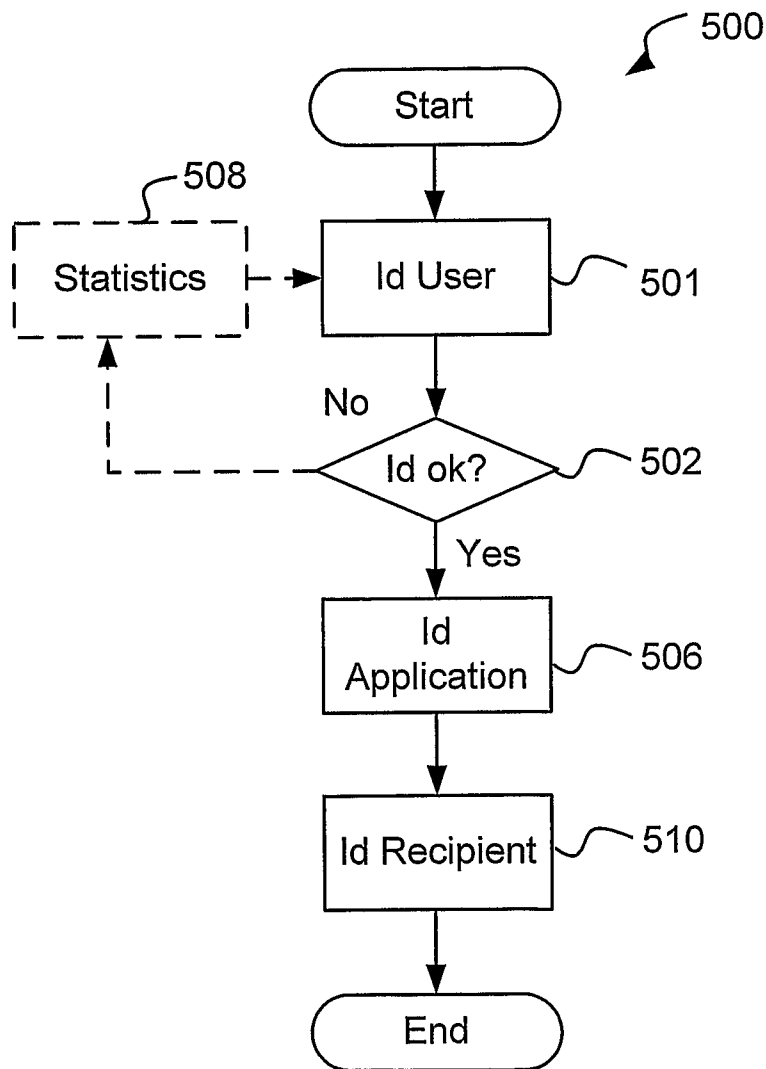 500
Start
508
Statistics
Id User
501
No
Id ok?
502
Yes
Id
Application
506
Id Recipient
510
End